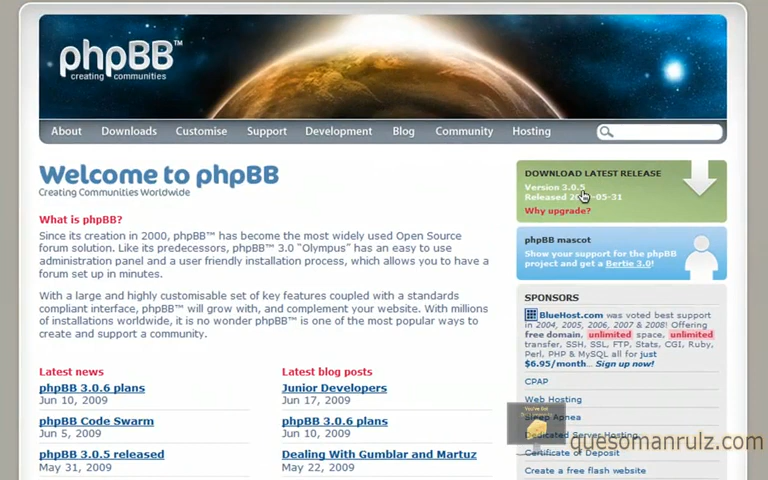 phpBB™
creating communities
About Downloads Customise Support Development Blog Community Hosting
Welcome to phpBB
Creating Communities Worldwide
What is phpBB?
Since its creation in 2000, phpBB™ has become the most widely used Open Source
forum solution. Like its predecessors, phpBB™ 3.0 "Olympus" has an easy to use
administration panel and a user friendly installation process, which allows you to have a
forum set up in minutes.
With a large and highly customisable set of key features coupled with a standards
compliant interface, phpBB™ will grow with, and complement your website. With millions
of installations worldwide, it is no wonder phpBB™ is one of the most popular ways to
create and support a community.
Latest news
phpBB 3.0.6 plans
Jun 10, 2009
phpBB Code Swarm
Jun 5, 2009
phpBB 3.0.5 released
May 31, 2009
Latest blog posts
Junior Developers
Jun 17, 2009
phpBB 3.0.6 plans
Jun 10, 2009
Dealing With Gumblar and Martuz
May 22, 2009
DOWNLOAD LATEST RELEASE
Version 3.0.5
Released 05-31
Why upgrade?
phpBB mascot
Show your support for the phpBB
project and get a Bertie 3.0!
SPONSORS
BlueHost.com was voted best support
in 2004, 2005, 2006, 2007 & 2008! Offering
free domain, unlimited space, unlimited
transfer, SSH, SSL, FTP, Stats, CGI, Ruby,
Perl, PHP & MySQL all for just
$6.95/month... Sign up now!
CPAP
Web Hosting
Sleep Apnea
Dedicated Server Hosting
Certificate of Deposit
Create a free flash website
quesomanrulz.com